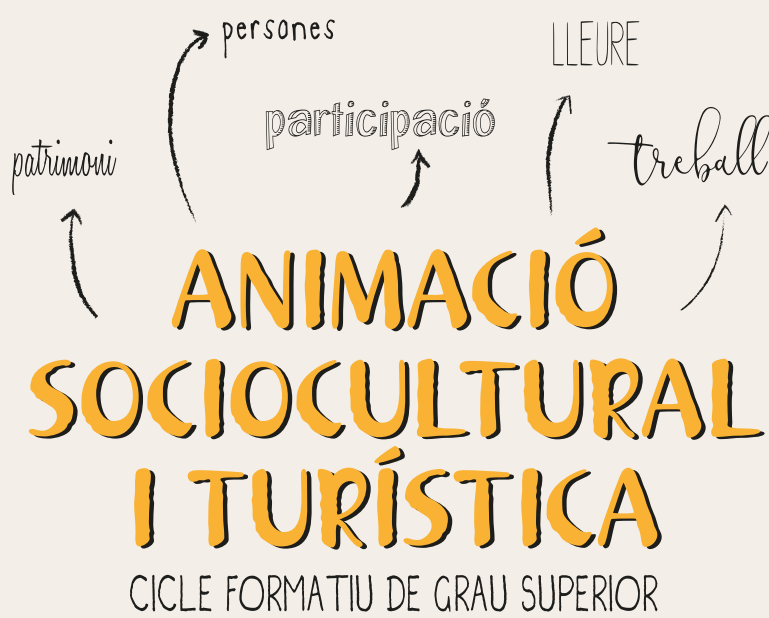 persones
LLEURE
participació
patrimoni
treball
ANIMACIÓ
SOCIOCULTURAL
I TURÍSTICA
CICLE FORMATIU DE GRAU SUPERIOR